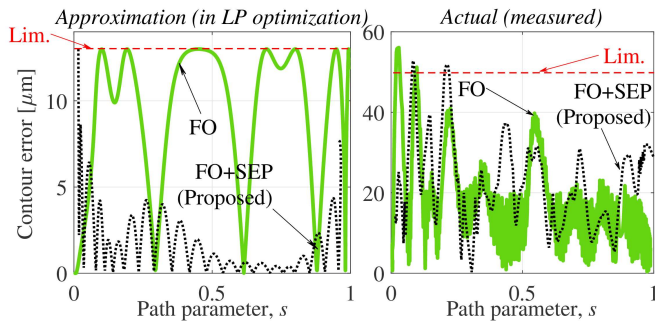 Approximation (in LP optimization)
Actual (measured)
Lim.
Lim.
FO
FO
FO+SEP
(Proposed)
FO+SEP
(Proposed)
Contour error [μm]
10
5
0
60
40
20
0
0
0.5
1
0
0.5
1
Path parameter, s
Path parameter, s